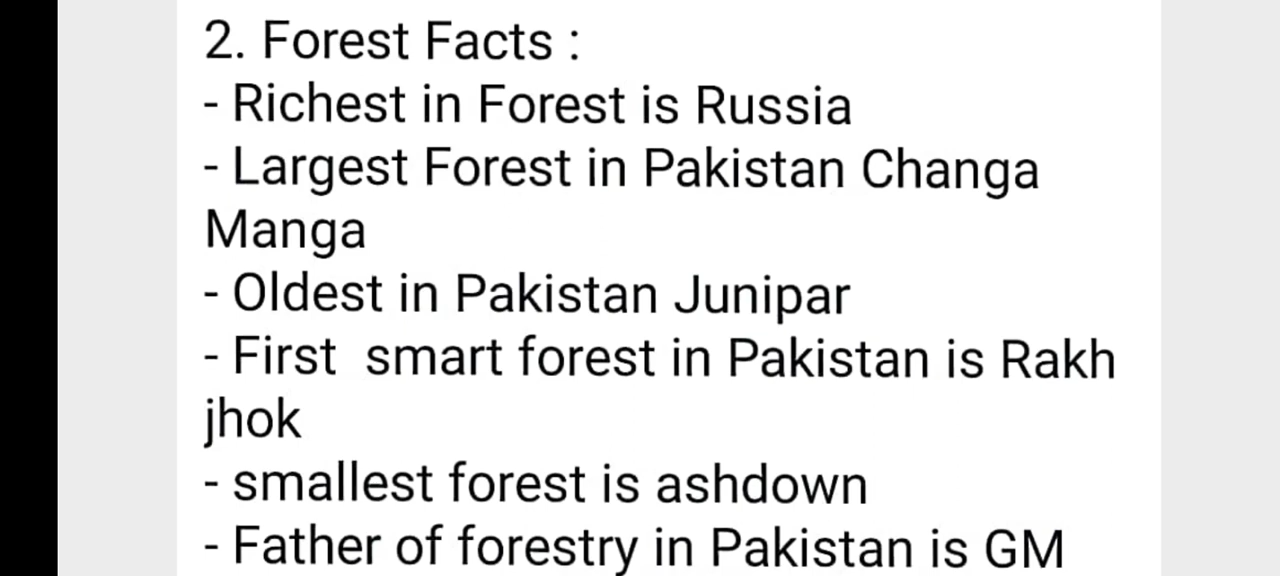 2. Forest Facts :
- Richest in Forest is Russia
- Largest Forest in Pakistan Changa
Manga
- Oldest in Pakistan Junipar
- First  smart forest in Pakistan is Rakh
jhok
- smallest forest is ashdown
- Father of forestry in Pakistan is GM